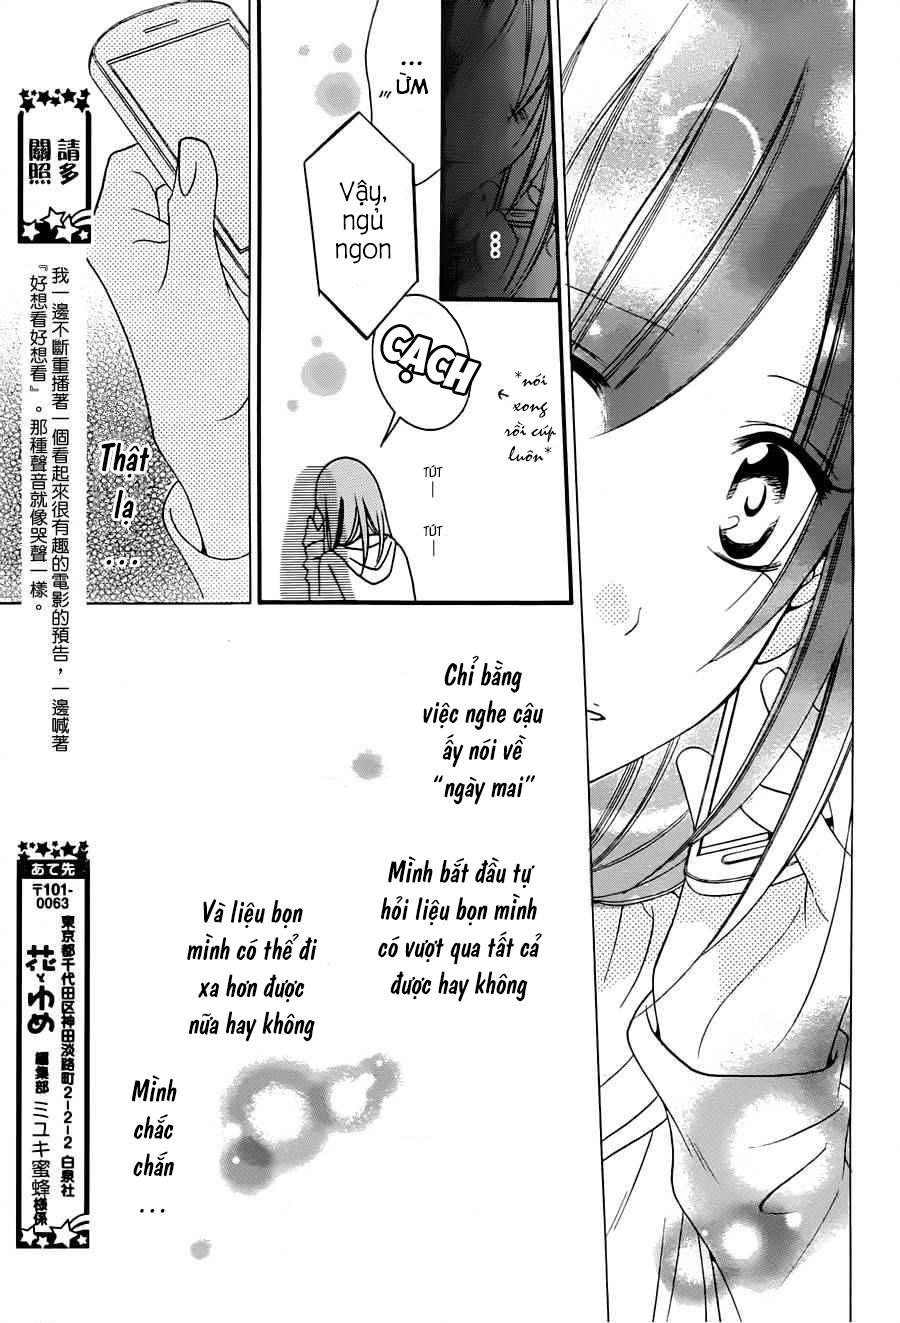 …
Ừm
Vậy,
ngủ
ngon
CẠCH
*nói
xong
rồi cúp
luôn*
TÚT
—
TÚT
—
Thật
lạ
...
Chỉ bằng
việc nghe cậu
ấy nói về
“ngày mai”
Mình bắt đầu tự
hỏi liệu bọn mình
có vượt qua tất cả
được hay không
Và liệu bọn
mình có thể đi
xa hơn được
nữa hay không
Mình
chắc
chắn
...
請多
關照
我一邊不斷重播著一個看起來很有趣的電影的預告，一邊喊著
『好想看好想看』。那種聲音就像哭聲一樣。
あて先
〒101-
0063
東京都千代田区神田淡路町2-2-2 白泉社
花とゆめ 編集部 ミユキ蜜蜂様係